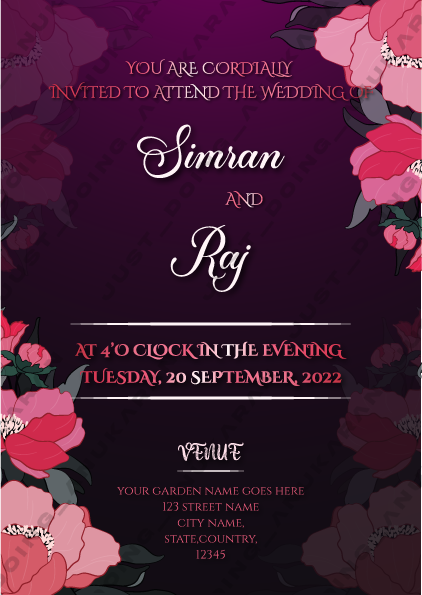 YOU ARE CORDIALLY
INVITED TO ATTEND THE WEDDING OF
Simran
AND
Raj
AT 4'O CLOCK IN THE EVENING
TUESDAY, 20 SEPTEMBER, 2022
VENUE
YOUR GARDEN NAME GOES HERE
123 STREET NAME
CITY NAME,
STATE,COUNTRY,
12345